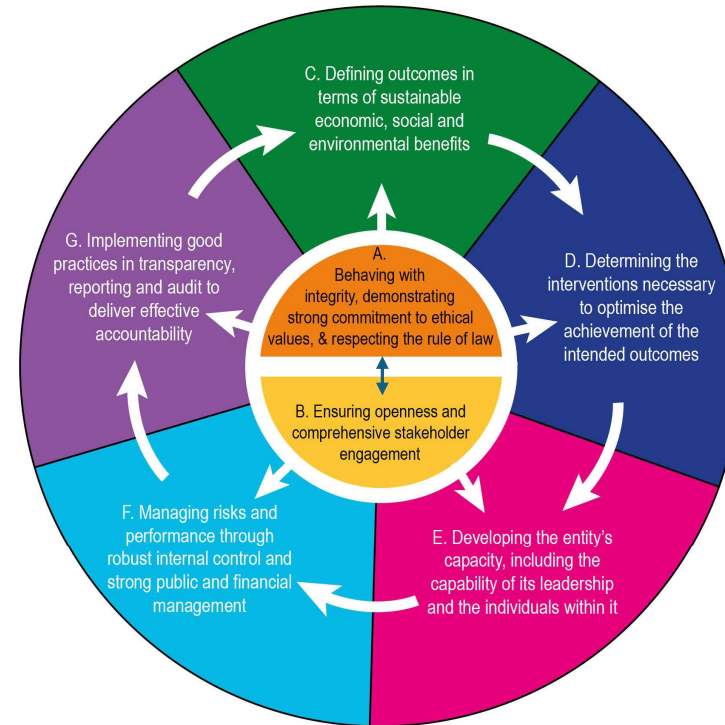 C. Defining outcomes in
terms of sustainable
economic, social and
environmental benefits
G. Implementing good
practices in transparency,
reporting and audit to
deliver effective
accountability
A.
Behaving with
integrity, demonstrating
strong commitment to ethical
values, & respecting the rule of law
D. Determining the
interventions necessary
to optimise the
achievement of the
intended outcomes
B. Ensuring openness and
comprehensive stakeholder
engagement
F. Managing risks and
performance through
robust internal control and
strong public and financial
management
E. Developing the entity’s
capacity, including the
capability of its leadership
and the individuals within it